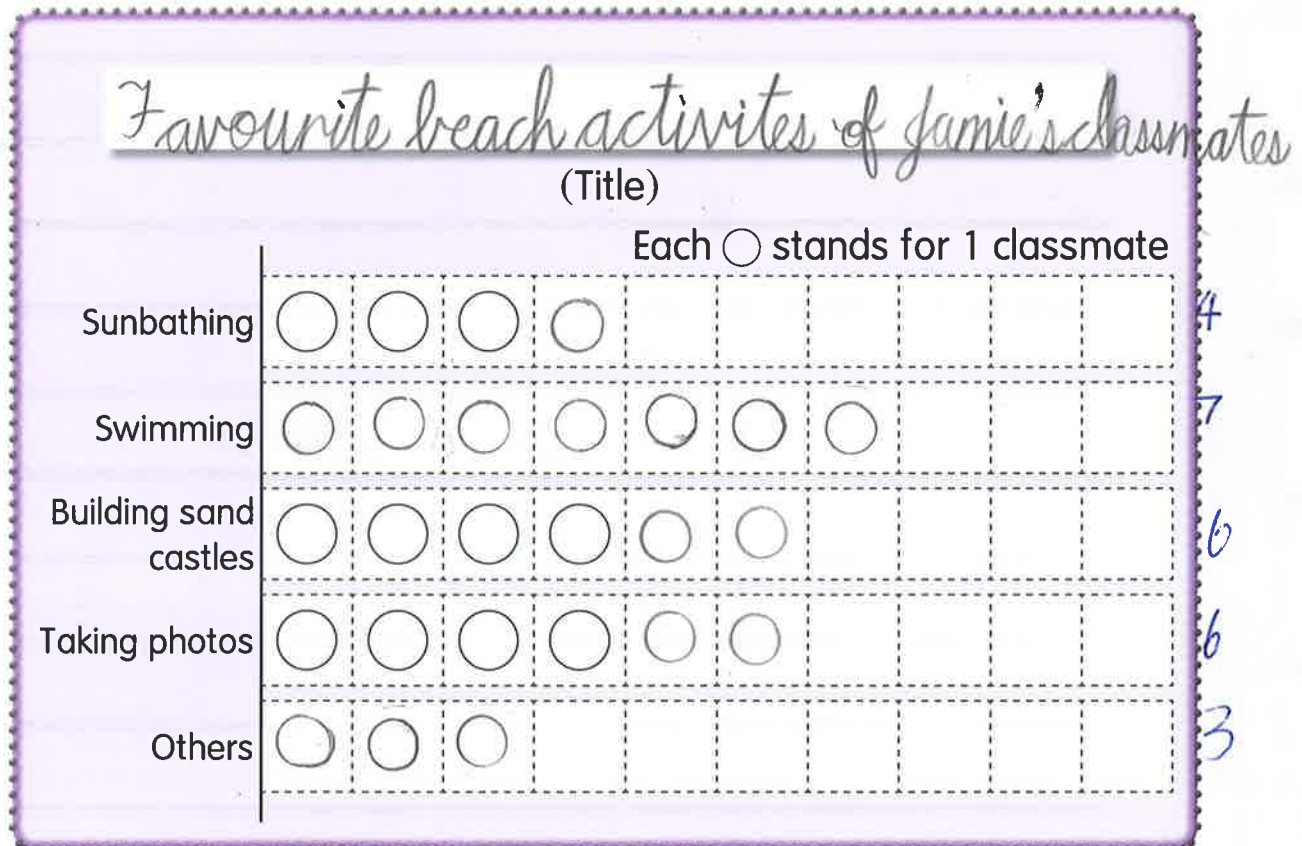 Favourite beach activites of Jamie's classmates
(Title)
Each ○ stands for 1 classmate
Sunbathing 4
Swimming 7
Building sand
castles 6
Taking photos 6
Others 3